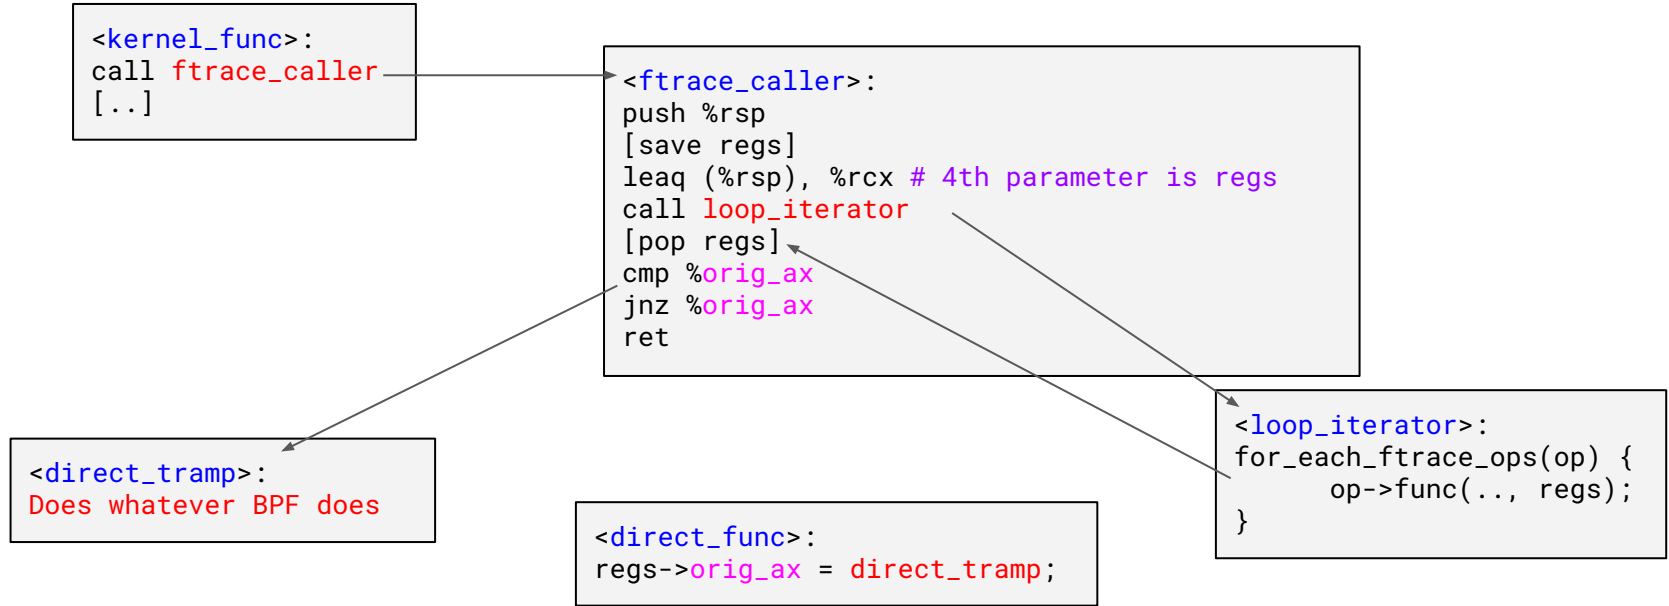 <kernel_func>:
call ftrace_caller
[..]
<ftrace_caller>:
push %rsp
[save regs]
leaq (%rsp), %rcx # 4th parameter is regs
call loop_iterator
[pop regs]
cmp %orig_ax
jnz %orig_ax
ret
<loop_iterator>:
for_each_ftrace_ops(op) {
      op->func(.., regs);
}
<direct_tramp>:
Does whatever BPF does
<direct_func>:
regs->orig_ax = direct_tramp;